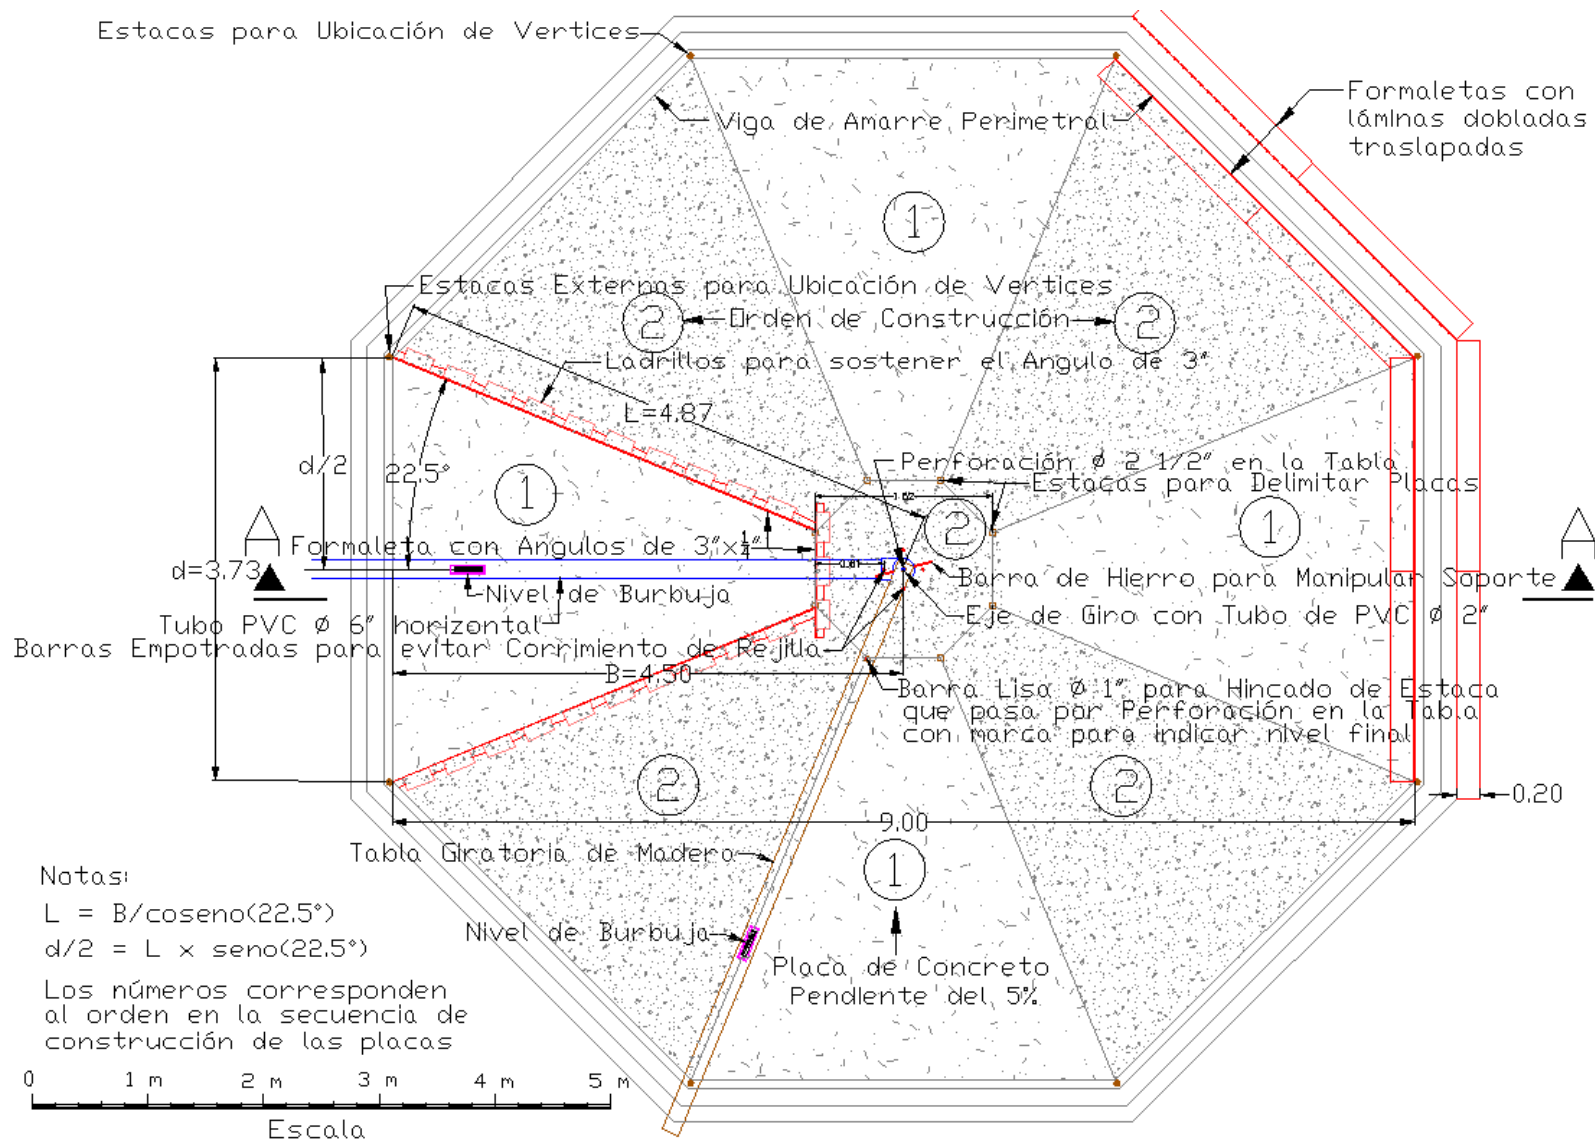 Estacas para Ubicación de Vertices
Formaletas con
láminas dobladas
traslapadas
Viga de Amarre Perimetral
1
Estacas Externas para Ubicación de Vertices
2
Orden de Construcción
2
Ladrillos para sostener el Angulo de 3"
L=4.87
d/2
22.5°
Perforación ø 2 1/2" en la Tabla
Estacas para Delimitar Placas
1
2
1
A
A
Formaleta con Angulos de 3"x1/4"
d=3.73
Nivel de Burbuja
Barra de Hierro para Manipular Soporte
Eje de Giro con Tubo de PVC ø 2"
Tubo PVC ø 6" horizontal
Barras Empotradas para evitar Corrimiento de Rejilla
B=4.50
Barra Lisa ø 1" para Hincado de Estaca
que pasa por Perforación en la Tabla
con marca para indicar nivel final
2
2
0.20
9.00
Tabla Giratoria de Madera
1
Nivel de Burbuja
Placa de Concreto
Pendiente del 5%
Notas:
L = B/coseno(22.5°)
d/2 = L x seno(22.5°)
Los números corresponden
al orden en la secuencia de
construcción de las placas
0 1 m 2 m 3 m 4 m 5 m
Escala